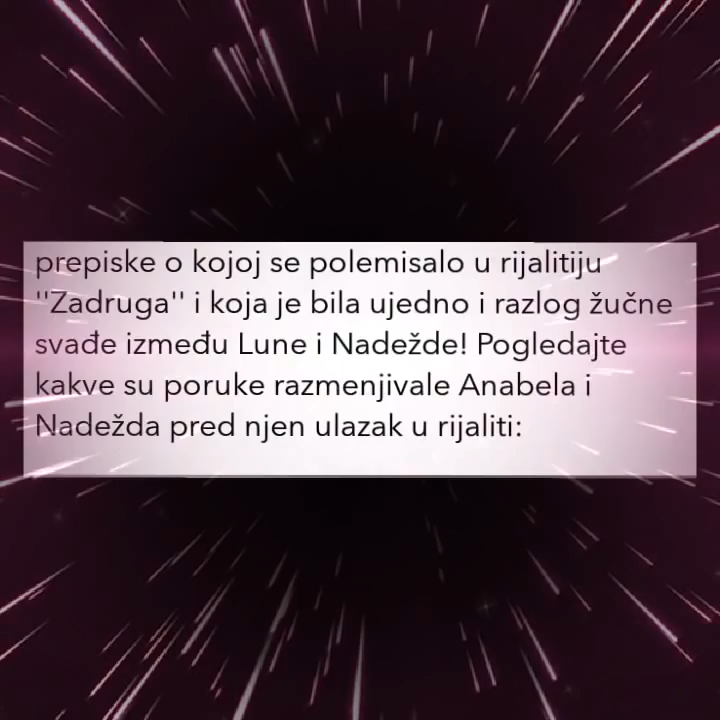 prepiske o kojoj se polemisalo u rijalitiju
''Zadruga'' i koja je bila ujedno i razlog žučne
svađe između Lune i Nadežde! Pogledajte
kakve su poruke razmenjivale Anabela i
Nadežda pred njen ulazak u rijaliti: